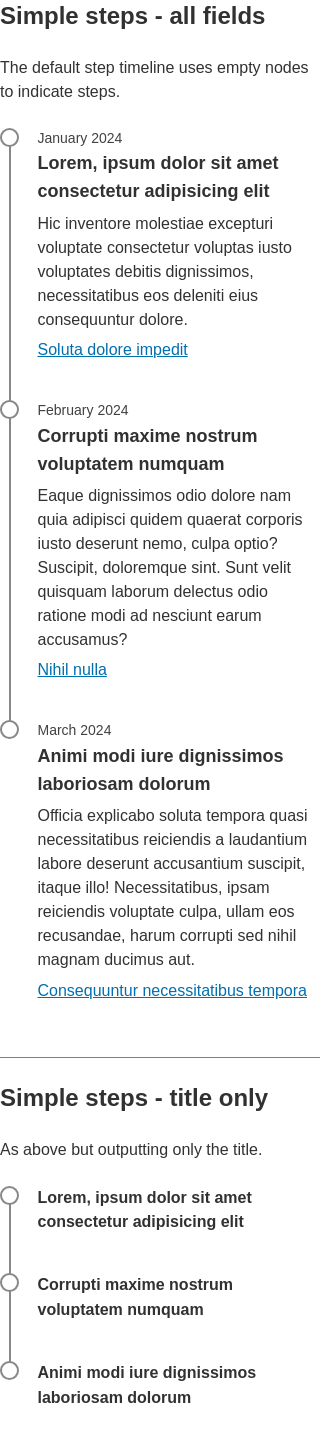 Simple steps - all fields
The default step timeline uses empty nodes
to indicate steps.
January 2024
Lorem, ipsum dolor sit amet
consectetur adipisicing elit
Hic inventore molestiae excepturi
voluptate consectetur voluptas iusto
voluptates debitis dignissimos,
necessitatibus eos deleniti eius
consequuntur dolore.
Soluta dolore impedit
February 2024
Corrupti maxime nostrum
voluptatem numquam
Eaque dignissimos odio dolore nam
quia adipisci quidem quaerat corporis
iusto deserunt nemo, culpa optio?
Suscipit, doloremque sint. Sunt velit
quisquam laborum delectus odio
ratione modi ad nesciunt earum
accusamus?
Nihil nulla
March 2024
Animi modi iure dignissimos
laboriosam dolorum
Officia explicabo soluta tempora quasi
necessitatibus reiciendis a laudantium
labore deserunt accusantium suscipit,
itaque illo! Necessitatibus, ipsam
reiciendis voluptate culpa, ullam eos
recusandae, harum corrupti sed nihil
magnam ducimus aut.
Consequuntur necessitatibus tempora
Simple steps - title only
As above but outputting only the title.
Lorem, ipsum dolor sit amet
consectetur adipisicing elit
Corrupti maxime nostrum
voluptatem numquam
Animi modi iure dignissimos
laboriosam dolorum